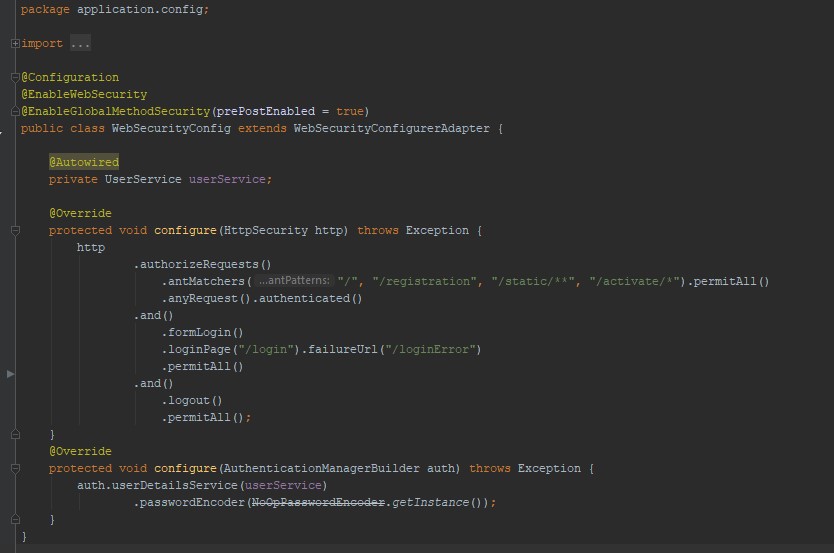 package application.config;
import ...
@Configuration
@EnableWebSecurity
@EnableGlobalMethodSecurity(prePostEnabled = true)
public class WebSecurityConfig extends WebSecurityConfigurerAdapter {
@Autowired
private UserService userService;
@Override
protected void configure(HttpSecurity http) throws Exception {
http
.authorizeRequests()
.antMatchers( ...antPatterns: "/", "/registration", "/static/**", "/activate/*").permitAll()
.anyRequest().authenticated()
.and()
.formLogin()
.loginPage("/login").failureUrl("/loginError")
.permitAll()
.and()
.logout()
.permitAll();
}
@Override
protected void configure(AuthenticationManagerBuilder auth) throws Exception {
auth.userDetailsService(userService)
.passwordEncoder(NoOpPasswordEncoder.getInstance());
}
}